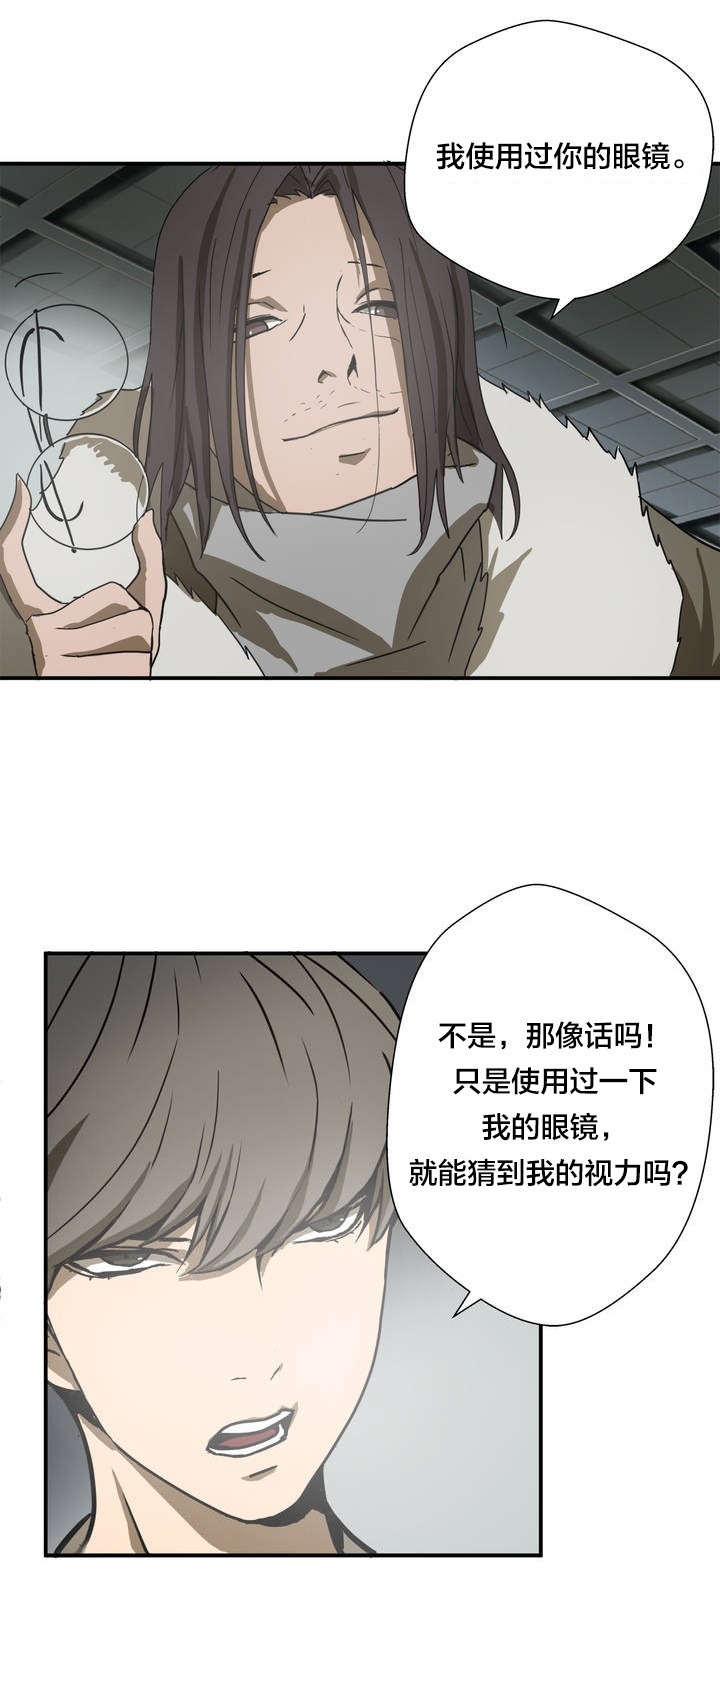 我使用过你的眼镜。
不是，那像话吗！
只是使用过一下
我的眼镜，
就能猜到我的视力吗？